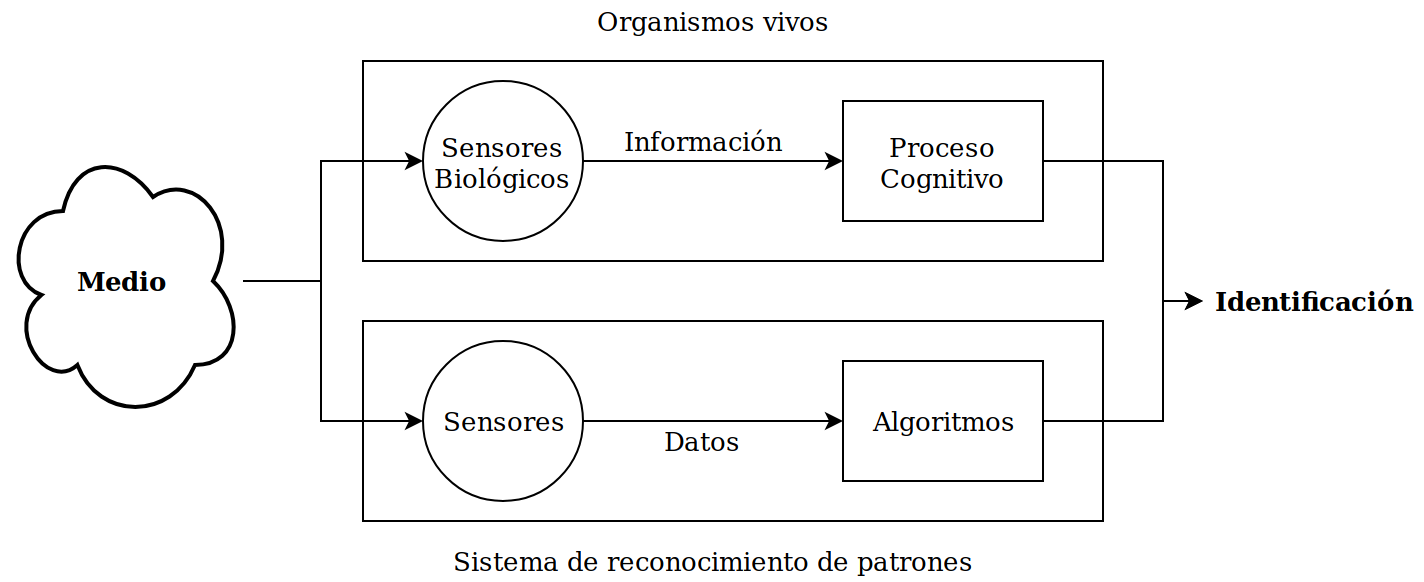 Organismos vivos
Sensores
Biológicos
Información
Proceso
Cognitivo
Medio
Identificación
Sensores
Datos
Algoritmos
Sistema de reconocimiento de patrones